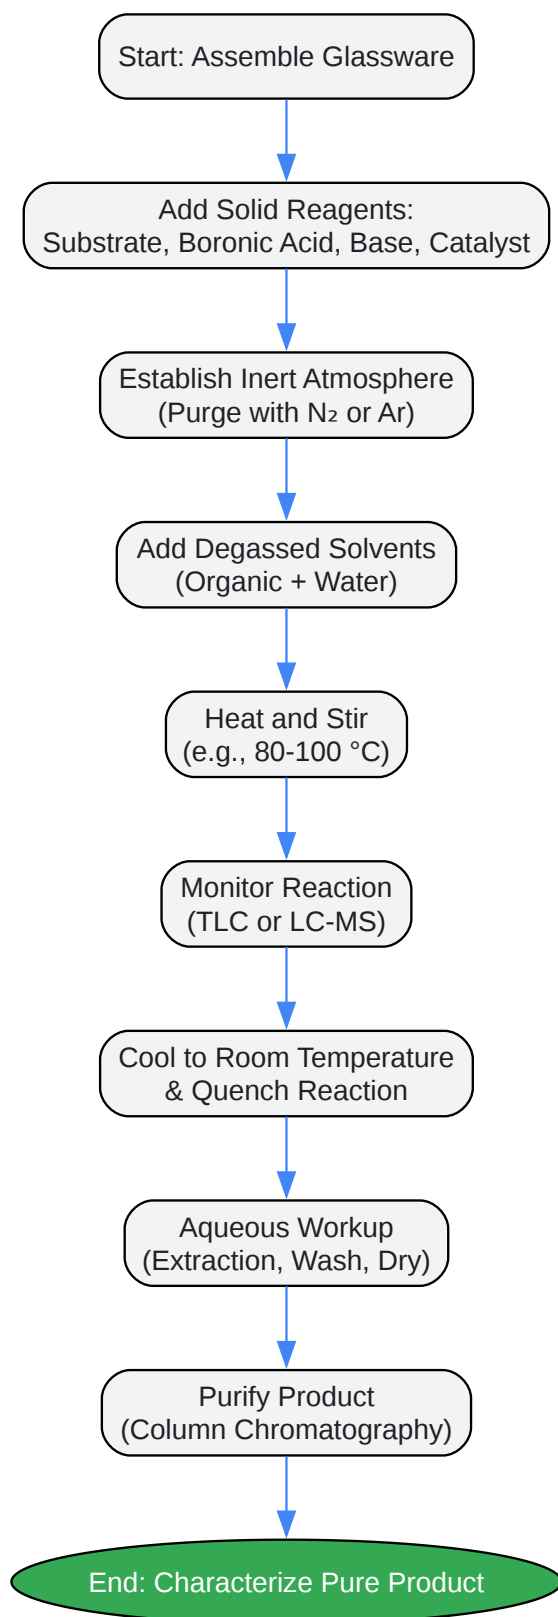 Start: Assemble Glassware
Add Solid Reagents:
Substrate, Boronic Acid, Base, Catalyst
Establish Inert Atmosphere
(Purge with N₂ or Ar)
Add Degassed Solvents
(Organic + Water)
Heat and Stir
(e.g., 80-100 °C)
Monitor Reaction
(TLC or LC-MS)
Cool to Room Temperature
& Quench Reaction
Aqueous Workup
(Extraction, Wash, Dry)
Purify Product
(Column Chromatography)
End: Characterize Pure Product